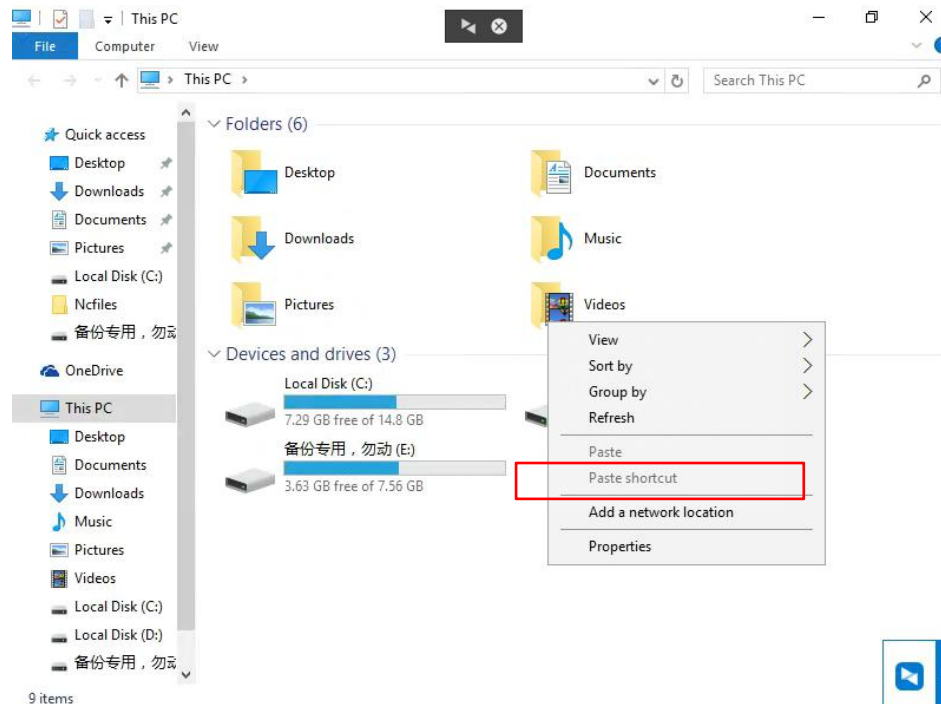 This PC
File Computer View
This PC
Search This PC
Quick access
Desktop
Downloads
Documents
Pictures
Local Disk (C:)
Ncfiles
备份专用，勿
OneDrive
This PC
Desktop
Documents
Downloads
Music
Pictures
Videos
Local Disk (C:)
Local Disk (D:)
备份专用，勿
Folders (6)
Desktop
Documents
Downloads
Music
Pictures
Videos
Devices and drives (3)
Local Disk (C:)
7.29 GB free of 14.8 GB
备份专用，勿动 (E:)
3.63 GB free of 7.56 GB
View
Sort by
Group by
Refresh
Paste
Paste shortcut
Add a network location
Properties
9 items